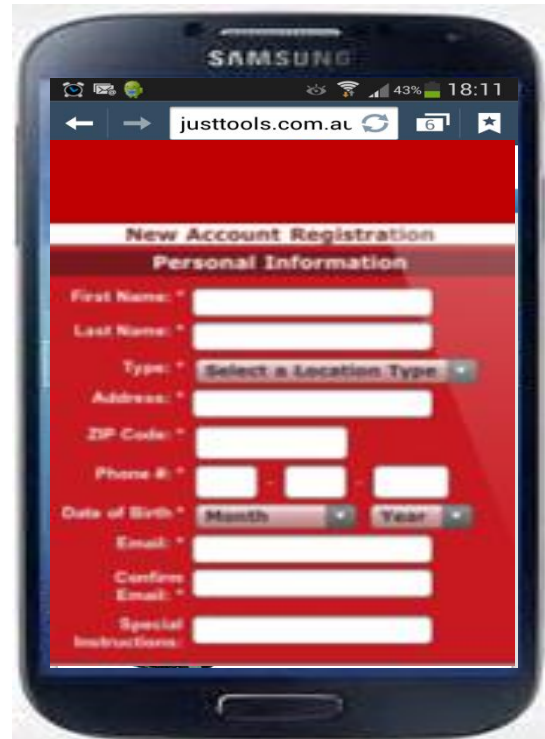 SAMSUNG
43% 18:11
justtools.com.au 6
New Account Registration
Personal Information
First Name: *
Last Name: *
Type: * Select a Location Type
Address: *
ZIP Code: *
Phone #: * - -
Date of Birth * Month Year
Email: *
Confirm
Email: *
Special
Instructions: